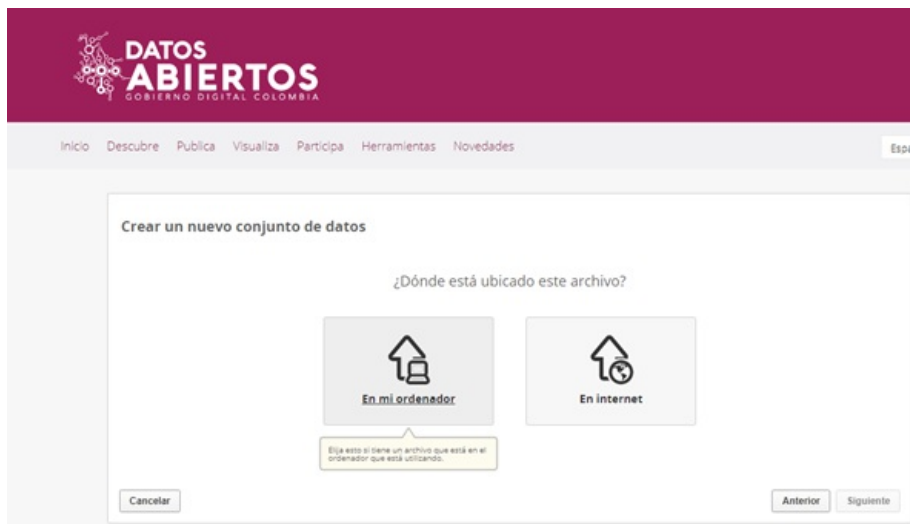 DATOS
ABIERTOS
GOBIERNO DIGITAL COLOMBIA
Inicio Descubre Publica Visualiza Participa Herramientas Novedades Espa
Crear un nuevo conjunto de datos
¿Dónde está ubicado este archivo?
En mi ordenador En internet
Elija esto si tiene un archivo que está en el
ordenador que está utilizando.
Cancelar Anterior Siguiente